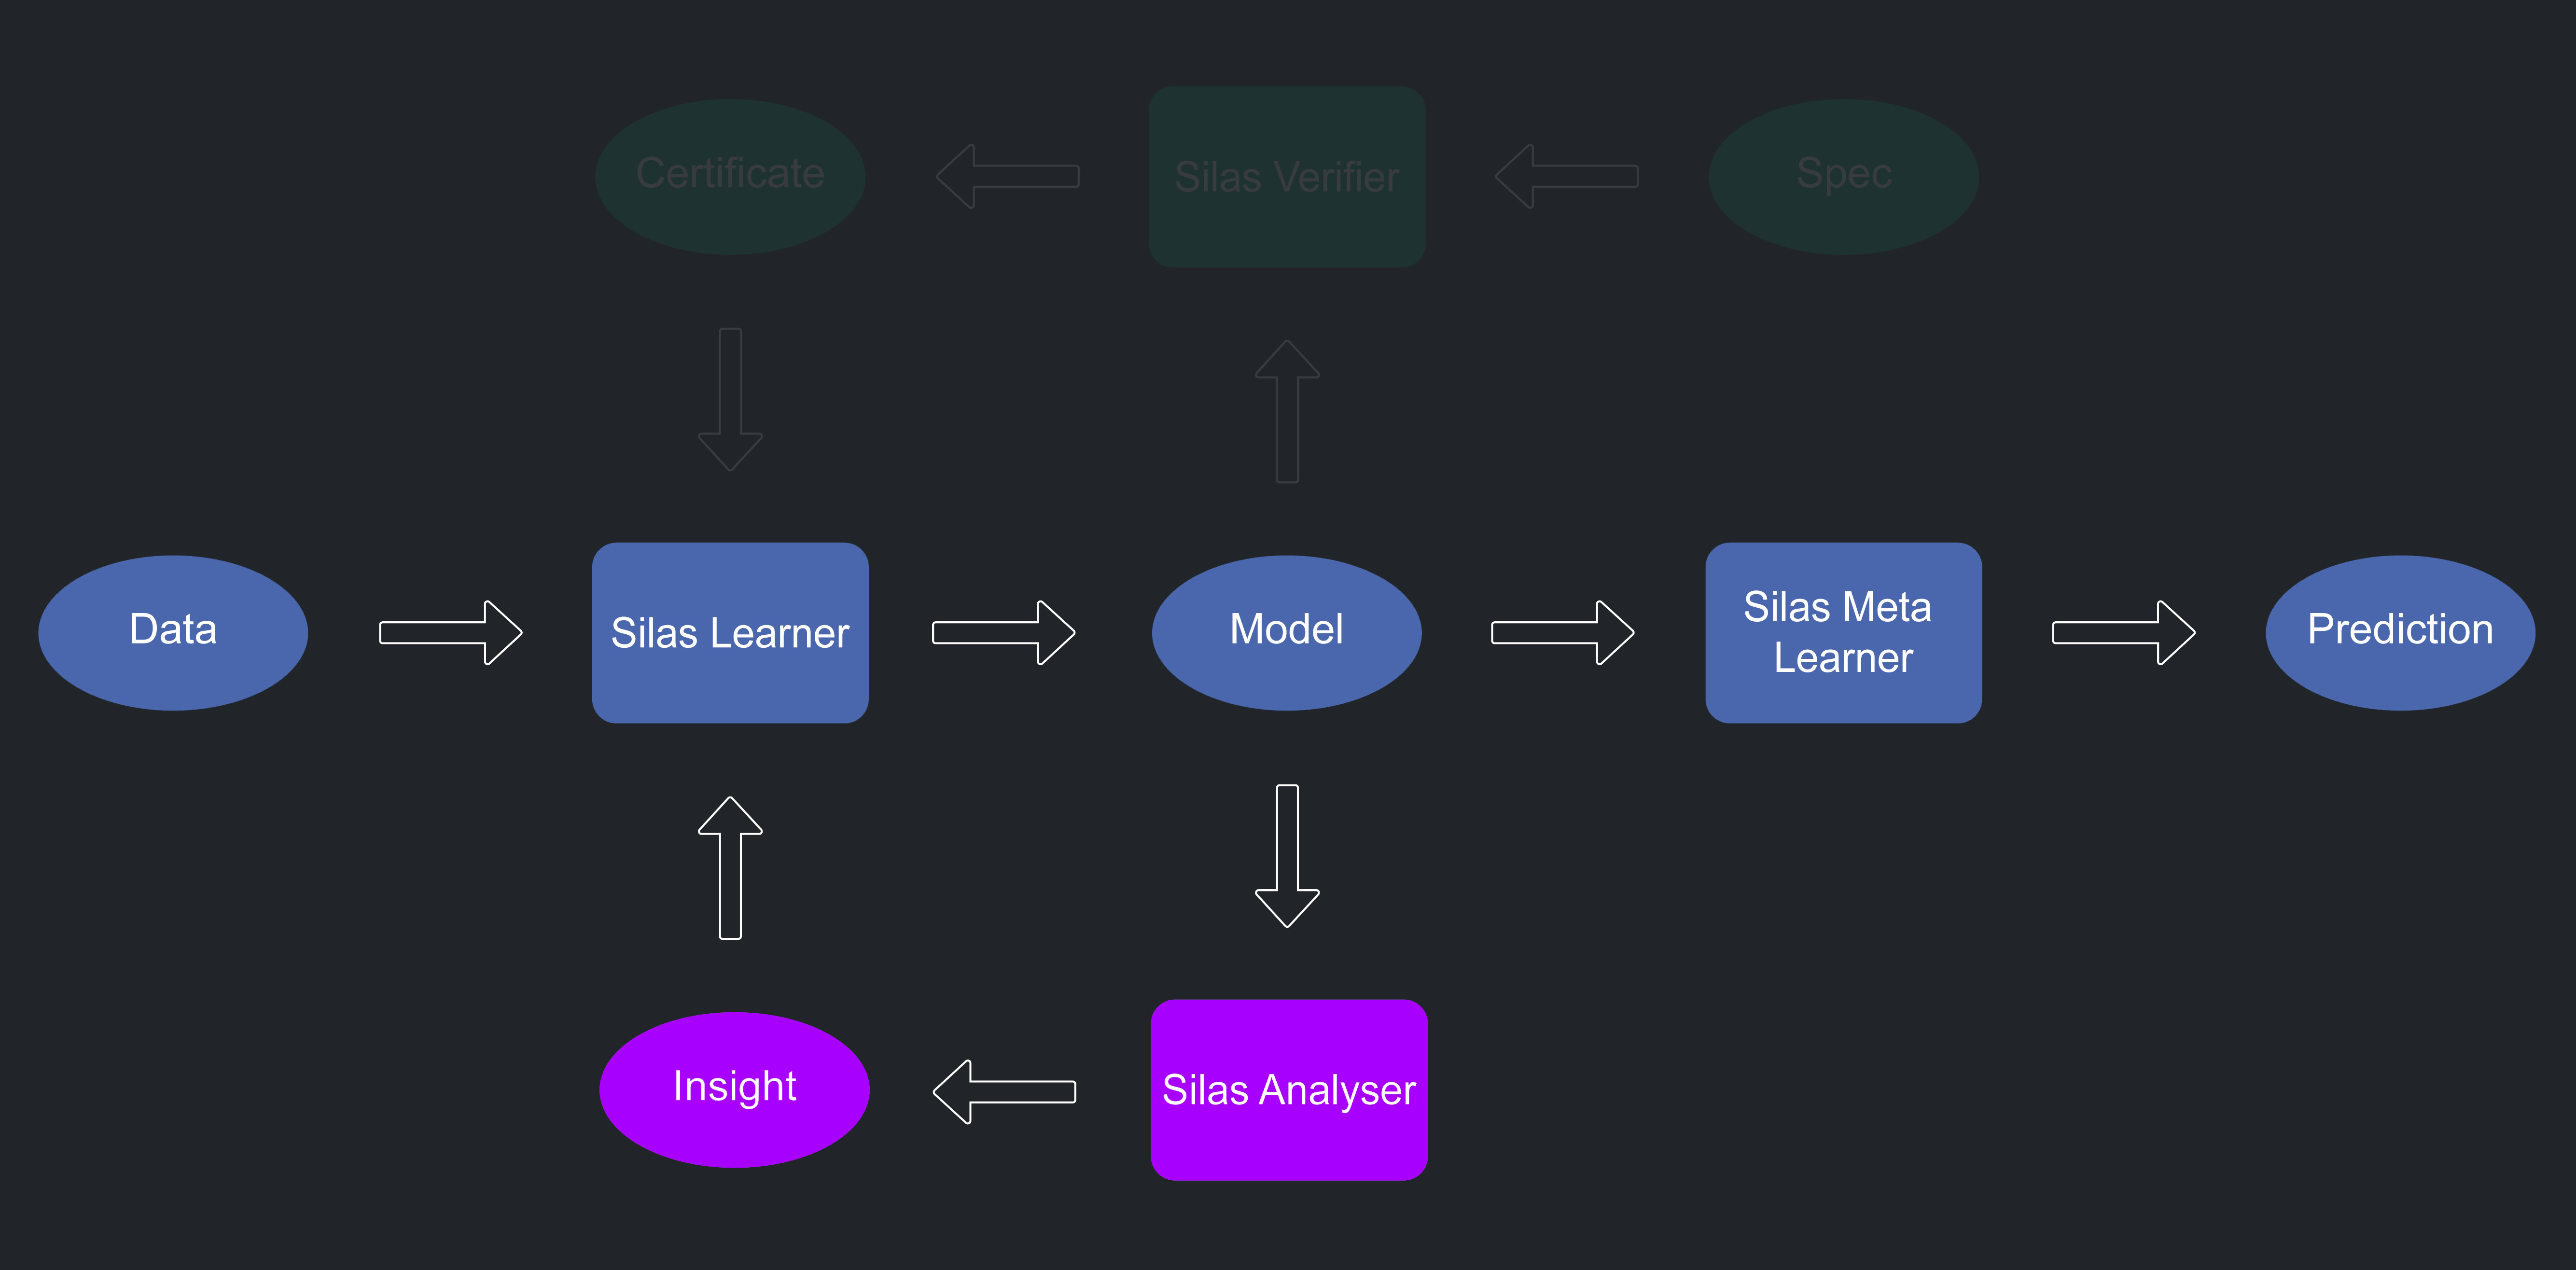 Certificate
Silas Verifier
Spec
Data
Silas Learner
Model
Silas Meta
Learner
Prediction
Insight
Silas Analyser